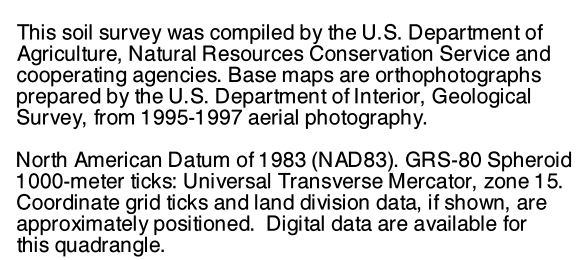 This soil survey was compiled by the U.S. Department of
Agriculture, Natural Resources Conservation Service and
cooperating agencies. Base maps are orthophotographs
prepared by the U.S. Department of Interior, Geological
Survey, from 1995-1997 aerial photography.

North American Datum of 1983 (NAD83). GRS-80 Spheroid
1000-meter ticks: Universal Transverse Mercator, zone 15.
Coordinate grid ticks and land division data, if shown, are
approximately positioned.  Digital data are available for
this quadrangle.